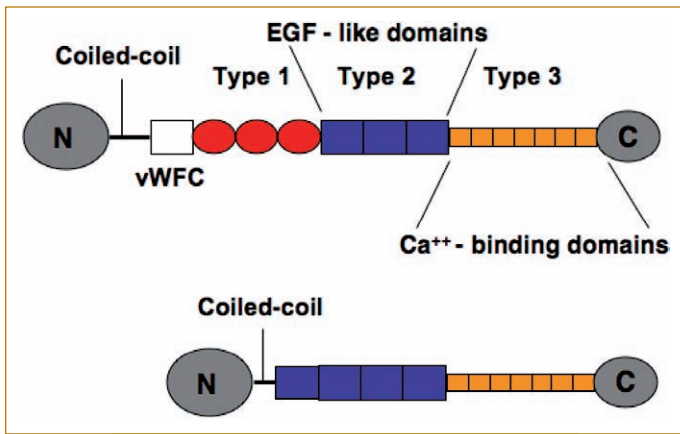 EGF - like domains
Coiled-coil
Type 1 Type 2 Type 3
N
C
vWFC
Ca++ - binding domains
Coiled-coil
N
C